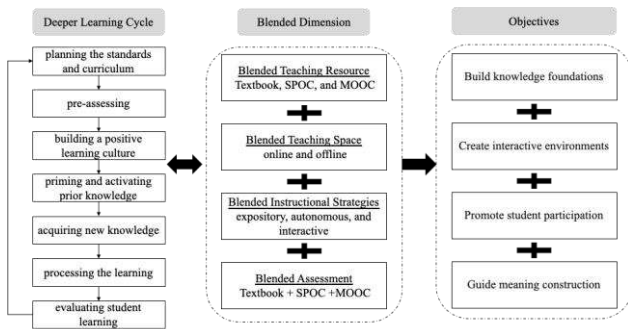 Deeper Learning Cycle
planning the standards
and curriculum
pre-assessing
building a positive
learning culture
priming and activating
prior knowledge
acquiring new knowledge
processing the learning
evaluating student
learning
Blended Dimension
Blended Teaching Resource
Textbook, SPOC, and MOOC
Blended Teaching Space
online and offline
Blended Instructional Strategies
expository, autonomous, and
interactive
Blended Assessment
Textbook + SPOC +MOOC
Objectives
Build knowledge foundations
Create interactive environments
Promote student participation
Guide meaning construction